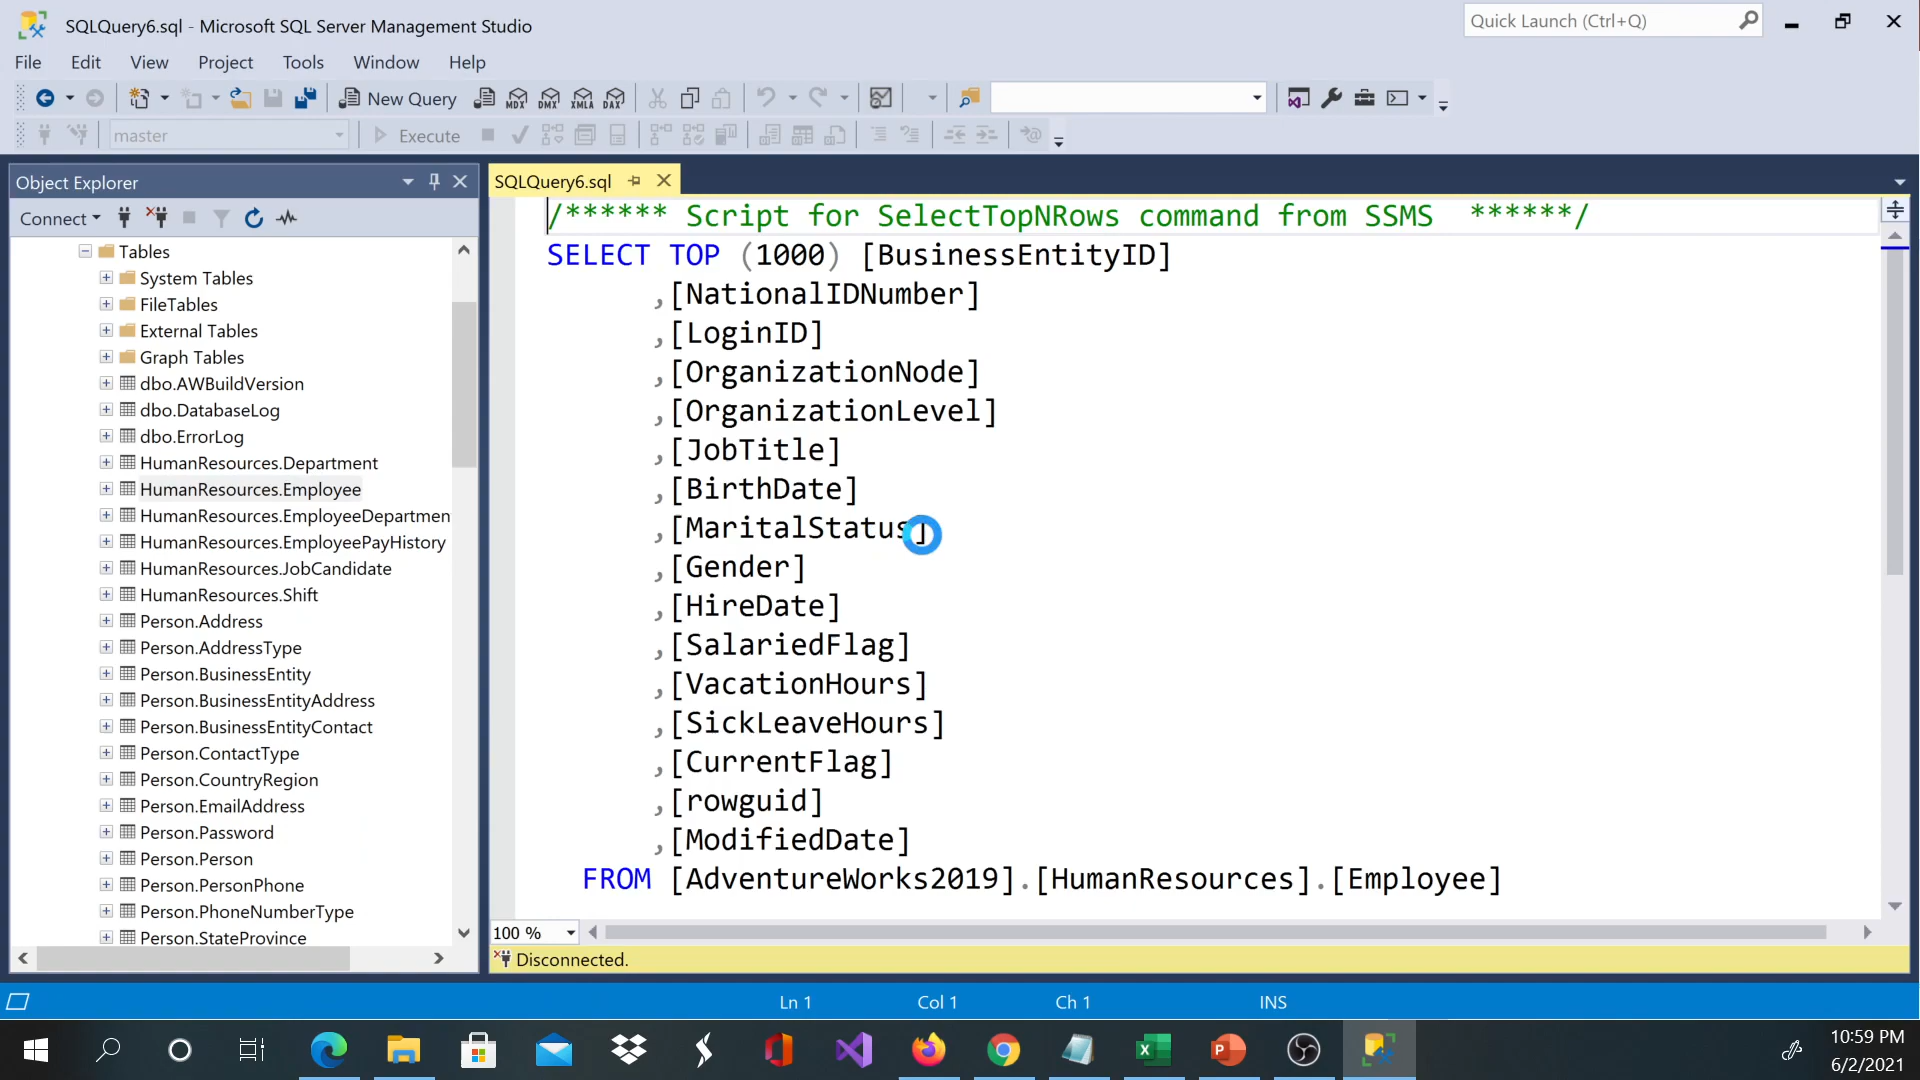 SQLQuery6.sql - Microsoft SQL Server Management Studio
Quick Launch (Ctrl+Q)
File Edit View Project Tools Window Help
New Query MDX DMX XMLA DAX
master Execute
Object Explorer
Connect
Tables
System Tables
FileTables
External Tables
Graph Tables
dbo.AWBuildVersion
dbo.DatabaseLog
dbo.ErrorLog
HumanResources.Department
HumanResources.Employee
HumanResources.EmployeeDepartmen
HumanResources.EmployeePayHistory
HumanResources.JobCandidate
HumanResources.Shift
Person.Address
Person.AddressType
Person.BusinessEntity
Person.BusinessEntityAddress
Person.BusinessEntityContact
Person.ContactType
Person.CountryRegion
Person.EmailAddress
Person.Password
Person.Person
Person.PersonPhone
Person.PhoneNumberType
Person.StateProvince
SQLQuery6.sql
/****** Script for SelectTopNRows command from SSMS  ******/
SELECT TOP (1000) [BusinessEntityID]
,[NationalIDNumber]
,[LoginID]
,[OrganizationNode]
,[OrganizationLevel]
,[JobTitle]
,[BirthDate]
,[MaritalStatus]
,[Gender]
,[HireDate]
,[SalariedFlag]
,[VacationHours]
,[SickLeaveHours]
,[CurrentFlag]
,[rowguid]
,[ModifiedDate]
FROM [AdventureWorks2019].[HumanResources].[Employee]
100 %
Disconnected.
Ln 1 Col 1 Ch 1 INS
10:59 PM
6/2/2021